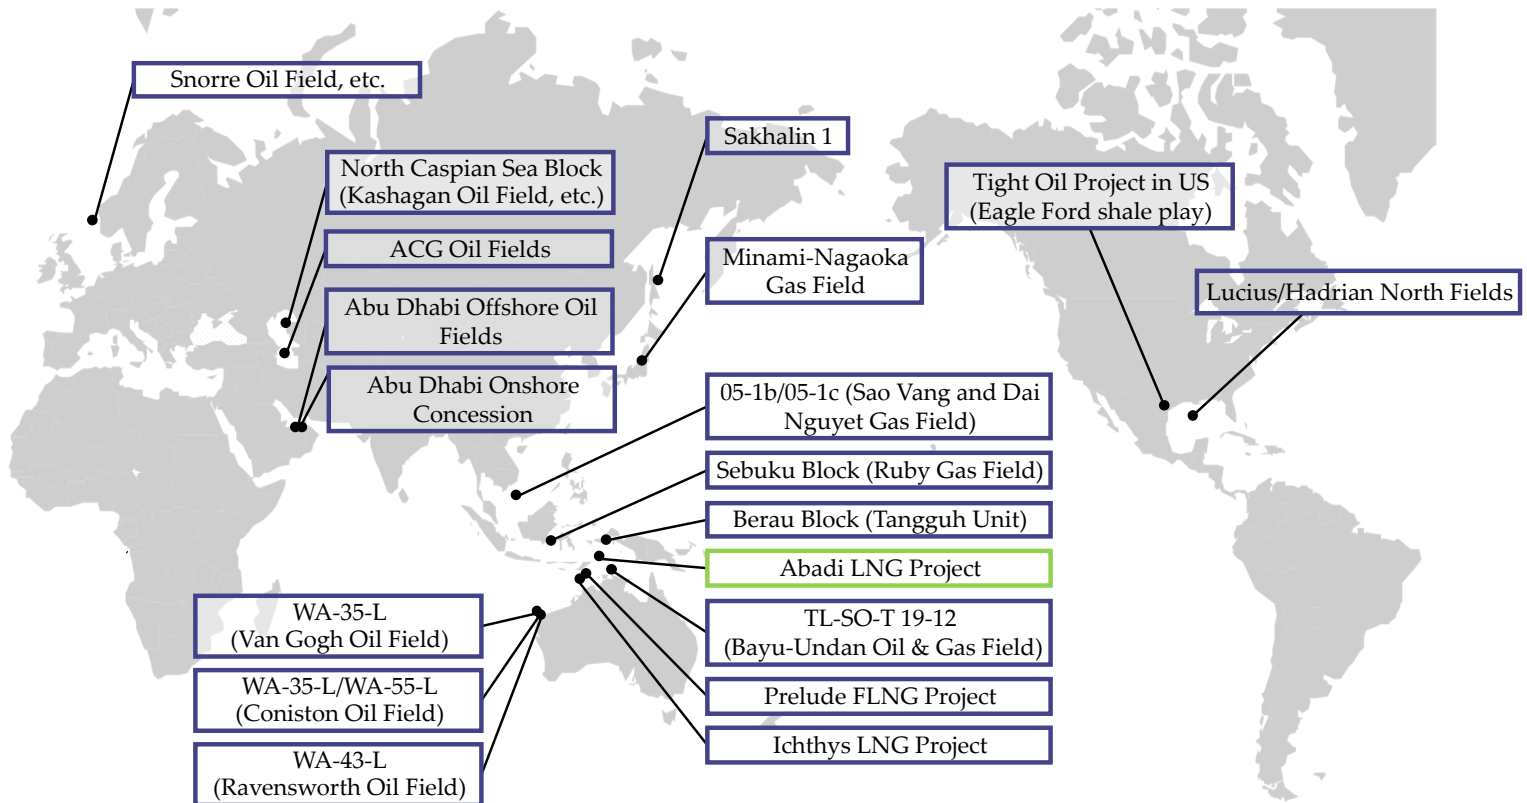 Snorre Oil Field, etc.
North Caspian Sea Block
(Kashagan Oil Field, etc.)
ACG Oil Fields
Abu Dhabi Offshore Oil
Fields
Abu Dhabi Onshore
Concession
Sakhalin 1
Minami-Nagaoka
Gas Field
Tight Oil Project in US
(Eagle Ford shale play)
Lucius/Hadrian North Fields
05-1b/05-1c (Sao Vang and Dai
Nguyet Gas Field)
Sebuku Block (Ruby Gas Field)
Berau Block (Tangguh Unit)
Abadi LNG Project
TL-SO-T 19-12
(Bayu-Undan Oil & Gas Field)
Prelude FLNG Project
Ichthys LNG Project
WA-35-L
(Van Gogh Oil Field)
WA-35-L/WA-55-L
(Coniston Oil Field)
WA-43-L
(Ravensworth Oil Field)